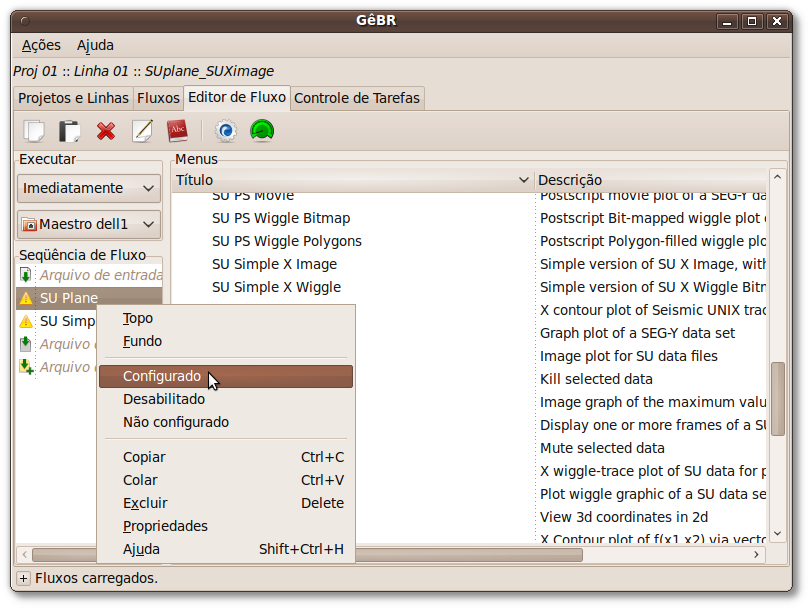 GêBR
Ações Ajuda
Proj 01 :: Linha 01 :: SUplane_SUXimage
Projetos e Linhas Fluxos Editor de Fluxo Controle de Tarefas
Abc
Executar
Imediatamente
Maestro dell1
Seqüência de Fluxo
Arquivo de entrada
SU Plane
SU Simp
Arquivo
Arquivo
Topo
Fundo
Configurado
Desabilitado
Não configurado
Copiar Ctrl+C
Colar Ctrl+V
Excluir Delete
Propriedades
Ajuda Shift+Ctrl+H
Menus
Título Descrição
SU PS Movie Postscript movie plot of a SEG-Y da
SU PS Wiggle Bitmap Postscript Bit-mapped wiggle plot
SU PS Wiggle Polygons Postscript Polygon-filled wiggle plo
SU Simple X Image Simple version of SU X Image, with
SU Simple X Wiggle Simple version of SU X Wiggle Bitm
X contour plot of Seismic UNIX trac
Graph plot of a SEG-Y data set
Image plot for SU data files
Kill selected data
Image graph of the maximum valu
Display one or more frames of a SU
Mute selected data
X wiggle-trace plot of SU data for p
Plot wiggle graphic of a SU data se
View 3d coordinates in 2d
X Contour plot of f(x1,x2) via vecto
Fluxos carregados.